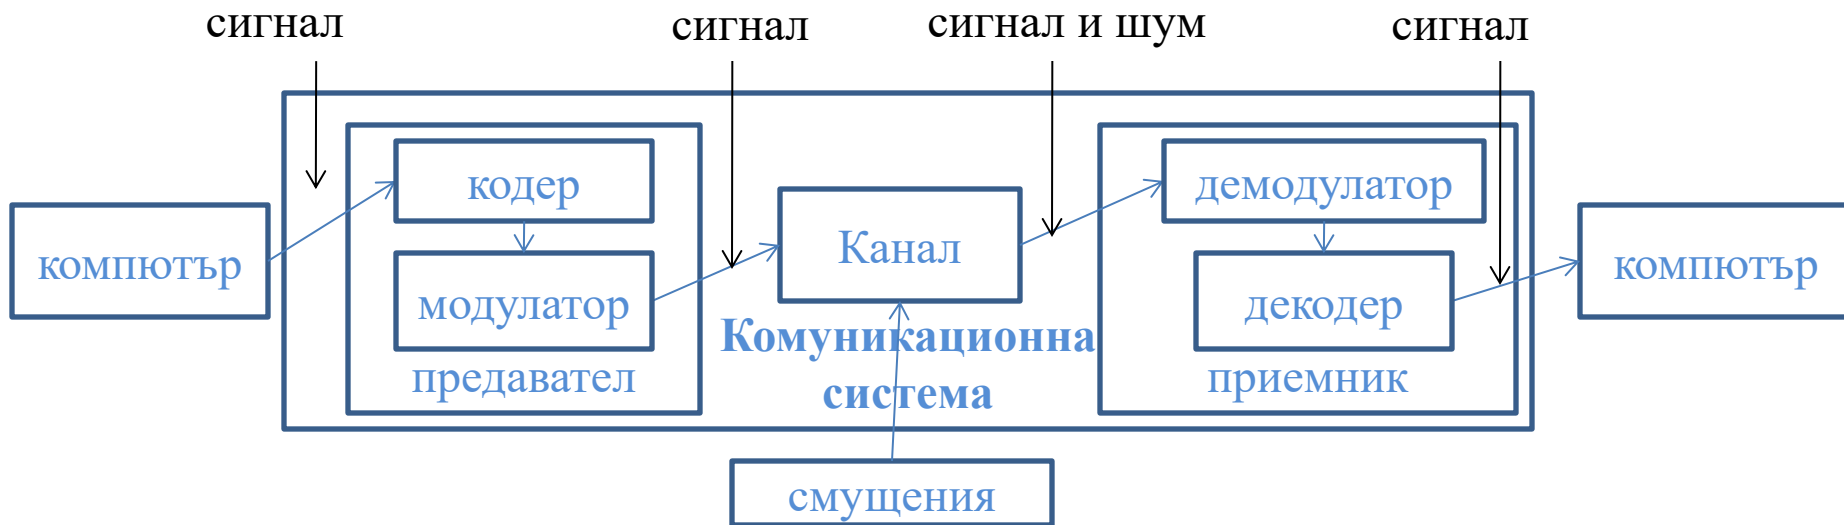 сигнал
сигнал
сигнал и шум
сигнал
компютър
кодер
модулатор
предавател
Канал
Комуникационна
система
смущения
демодулатор
декодер
приемник
компютър